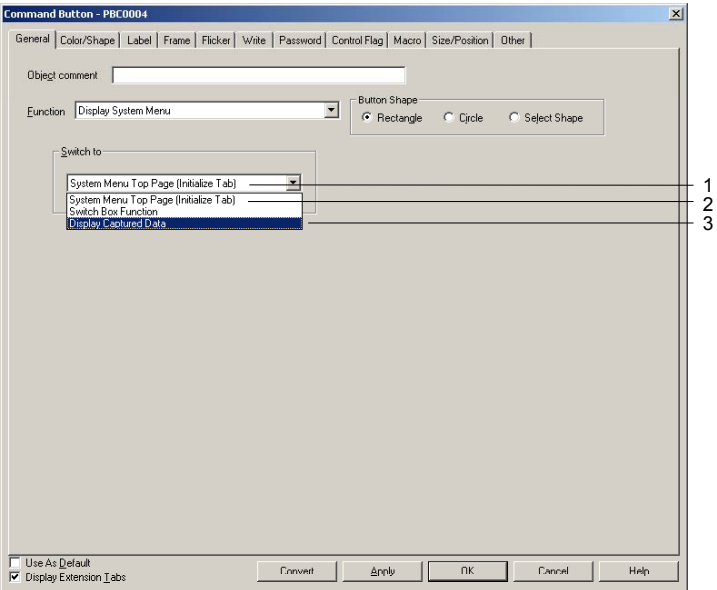 Command Button - PBC0004
General Color/Shape Label Frame Flicker Write Password Control Flag Macro Size/Position Other
Object comment
Function Display System Menu
Button Shape
Rectangle Circle Select Shape
Switch to
System Menu Top Page (Initialize Tab) 1
System Menu Top Page (Initialize Tab) 2
Switch Box Function
Display Captured Data 3
Use As Default
Display Extension Tabs
Convert Apply OK Cancel Help